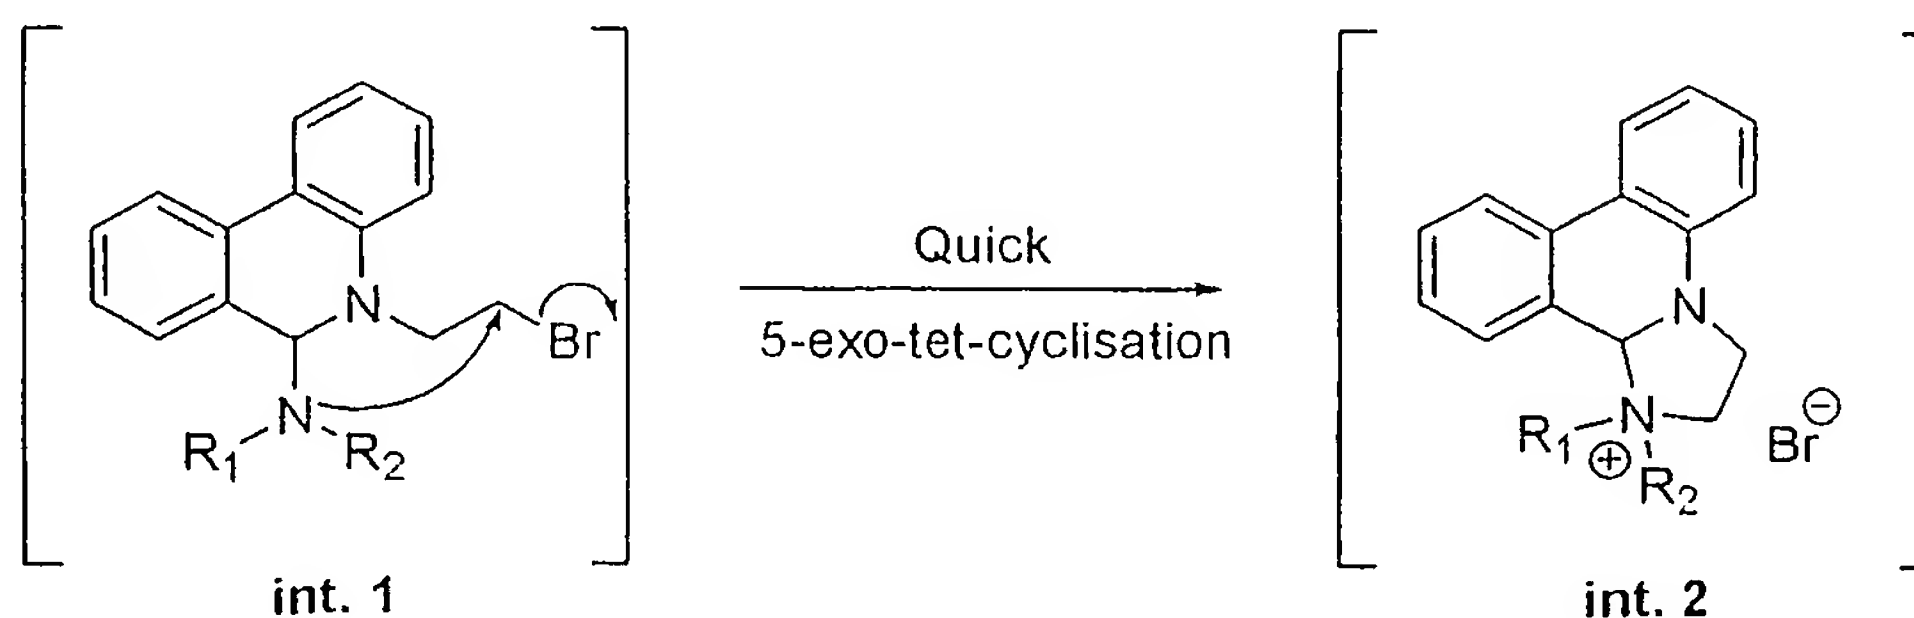 Quick
5-exo-tet-cyclisation
N
Br
N
R1
R2
int. 1
N
N
R1
⊕
R2
Br⊖
int. 2